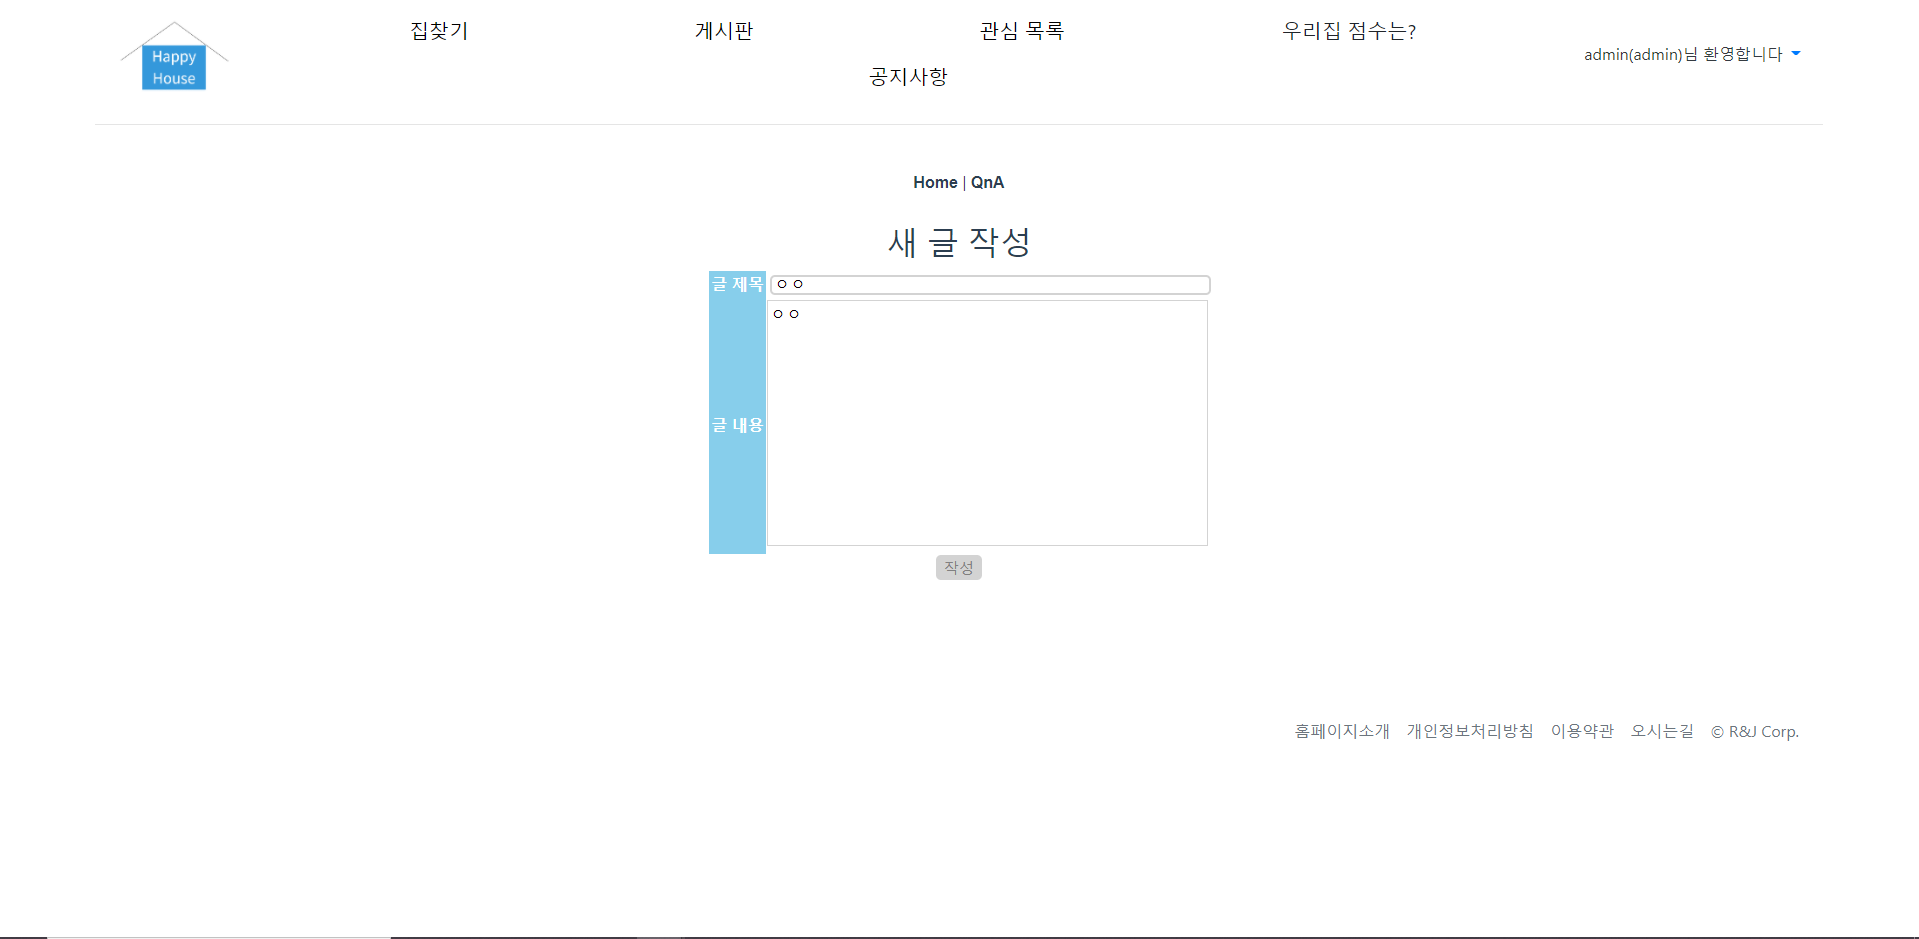 Happy
House
집찾기 게시판 관심 목록 우리집 점수는?
공지사항
admin(admin)님 환영합니다
Home | QnA
새 글 작성
글 제목 ㅇㅇ
글 내용 ㅇㅇ
작성
홈페이지소개 개인정보처리방침 이용약관 오시는길 © R&J Corp.